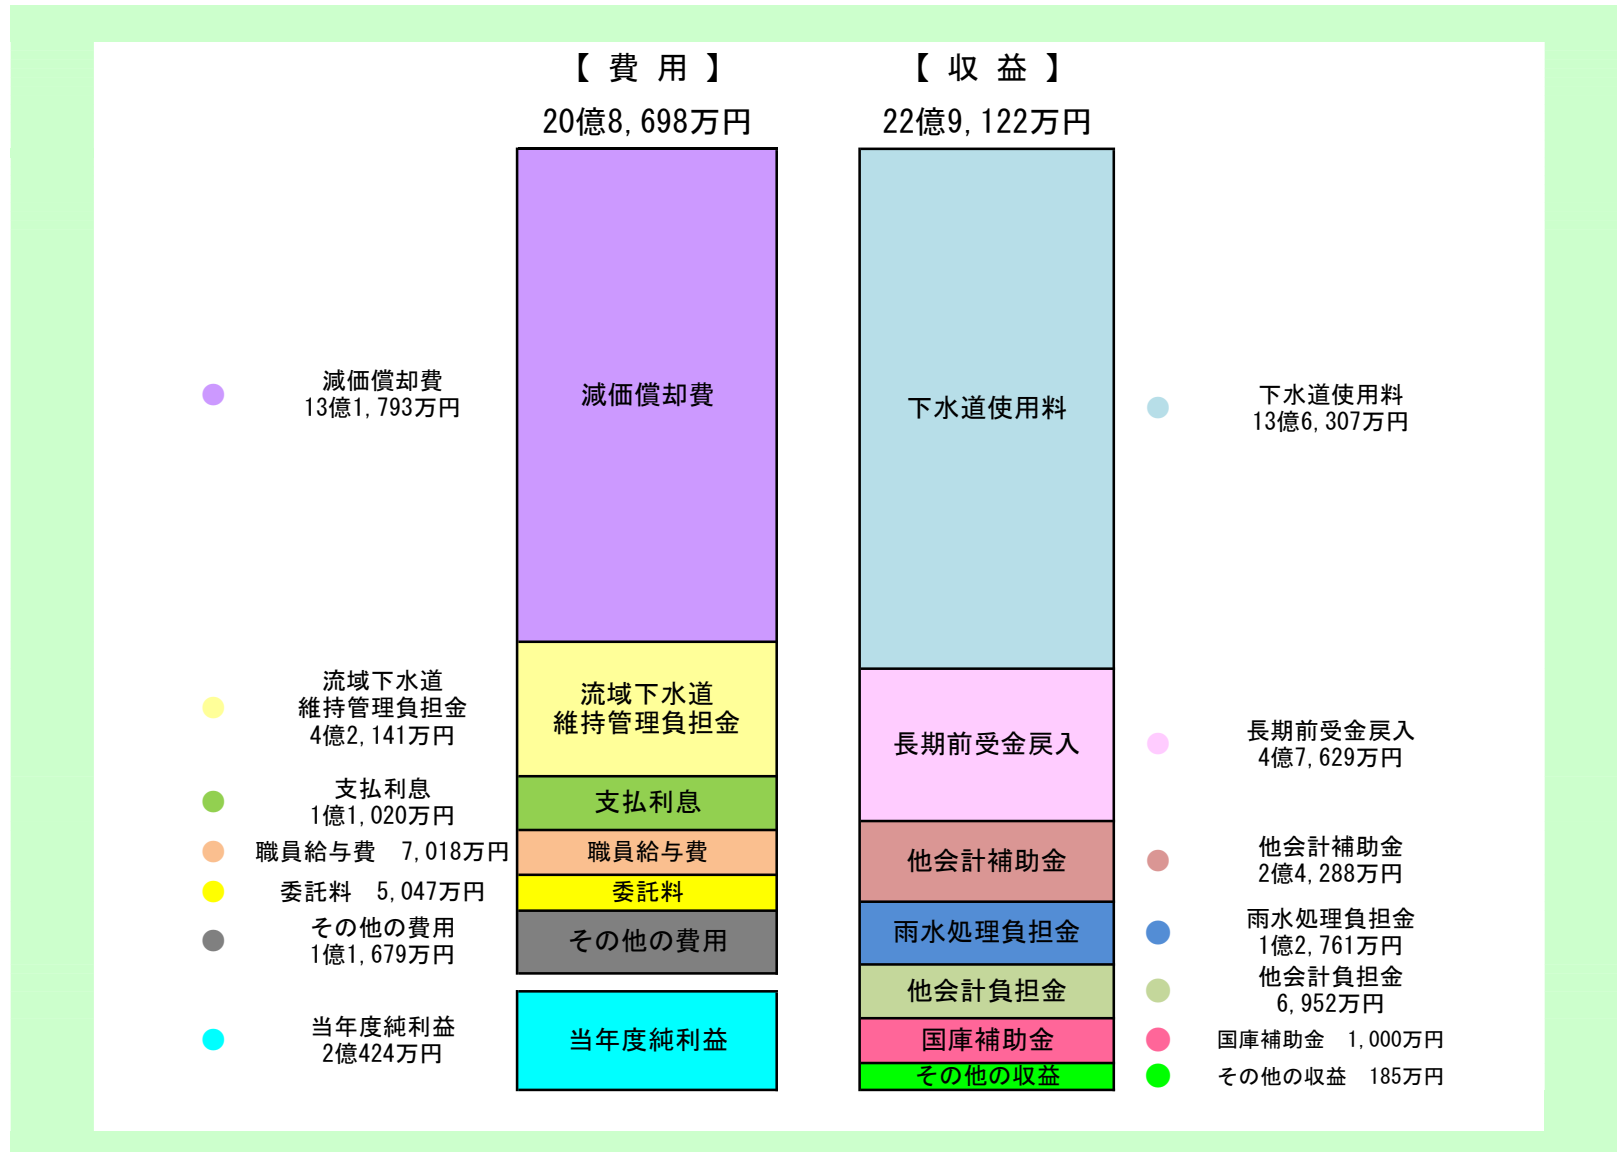 【 費 用 】
20億8,698万円
減価償却費
13億1,793万円
減価償却費
流域下水道
維持管理負担金
4億2,141万円
流域下水道
維持管理負担金
支払利息
1億1,020万円
支払利息
職員給与費　7,018万円
職員給与費
委託料　5,047万円
委託料
その他の費用
1億1,679万円
その他の費用
当年度純利益
2億424万円
当年度純利益
【 収 益 】
22億9,122万円
下水道使用料
下水道使用料
13億6,307万円
長期前受金戻入
長期前受金戻入
4億7,629万円
他会計補助金
他会計補助金
2億4,288万円
雨水処理負担金
雨水処理負担金
1億2,761万円
他会計負担金
他会計負担金
6,952万円
国庫補助金
国庫補助金　1,000万円
その他の収益
その他の収益　185万円